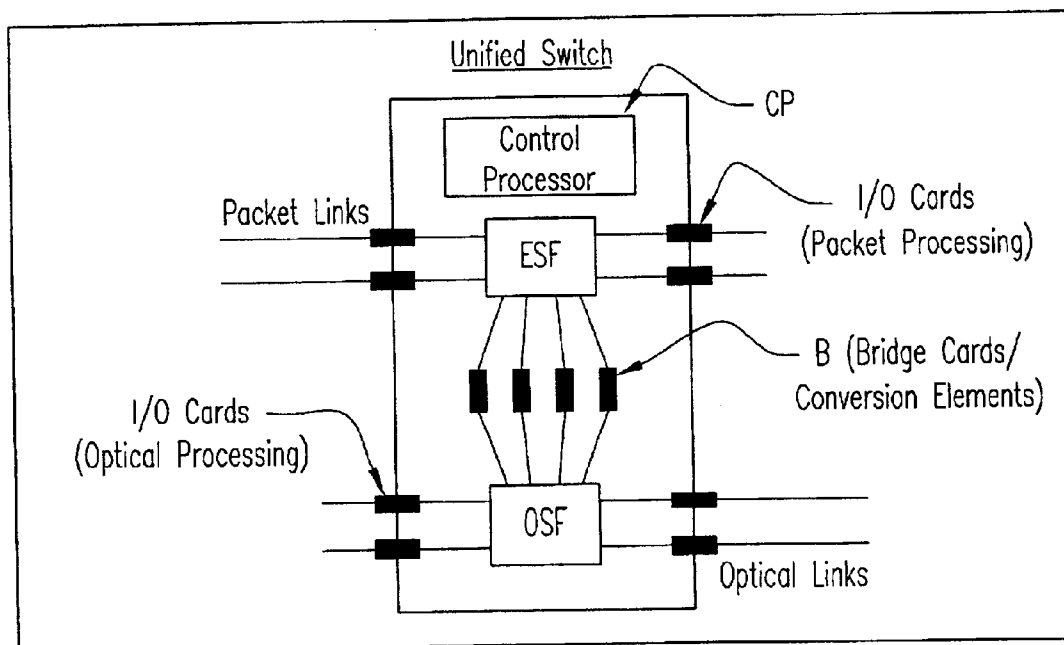 Unified Switch
CP
Control
Processor
Packet Links
I/O Cards
(Packet Processing)
ESF
B (Bridge Cards/
Conversion Elements)
I/O Cards
(Optical Processing)
OSF
Optical Links